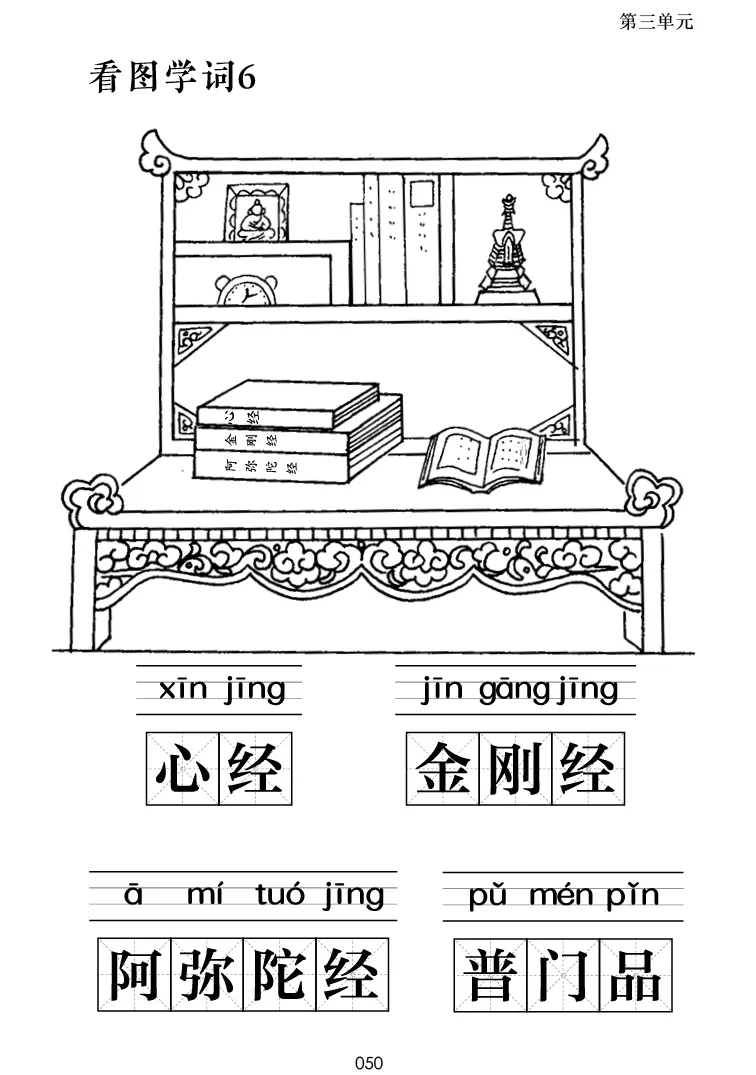 第三单元
看图学词6
心经
金刚经
阿弥陀经
xīn jīng
jīn gāng jīng
心经
金刚经
ā mí tuó jīng
pǔ mén pǐn
阿弥陀经
普门品
050